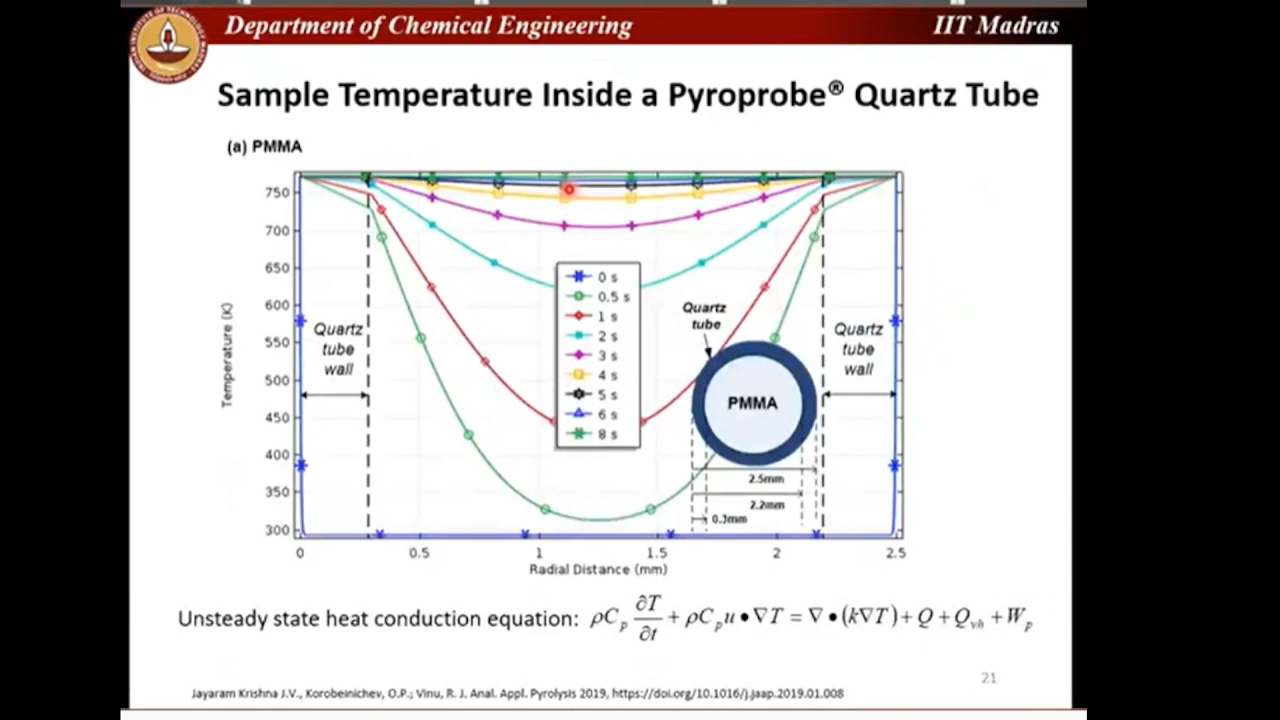 Department of Chemical Engineering
IIT Madras
Sample Temperature Inside a Pyroprobe® Quartz Tube
(a) PMMA
750
700
650
600
550
500
450
400
350
300
Temperature (K)
0
0.5
1
1.5
2
2.5
Radial Distance (mm)
Quartz
tube
wall
0 s
0.5 s
1 s
2 s
3 s
4 s
5 s
6 s
8 s
Quartz
tube
PMMA
2.5mm
2.2mm
0.3mm
Quartz
tube
wall
Unsteady state heat conduction equation: ρC_p ∂T/∂t + ρC_p u • ∇T = ∇ • (k∇T) + Q + Q_vh + W_p
21
Jayaram Krishna J.V., Korobeinichev, O.P.; Vinu, R. J. Anal. Appl. Pyrolysis 2019, https://doi.org/10.1016/j.jaap.2019.01.008